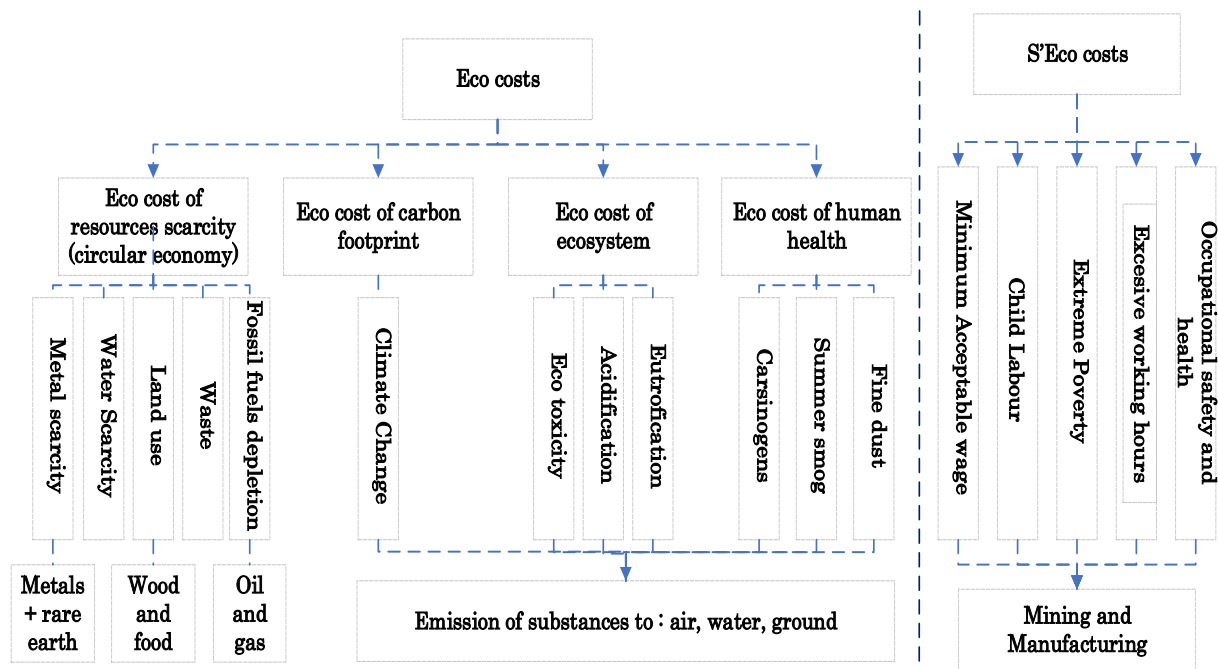 Eco costs
S'Eco costs
Eco cost of
resources scarcity
(circular economy)
Eco cost of carbon
footprint
Eco cost of
ecosystem
Eco cost of human
health
Metal scarcity
Water Scarcity
Land use
Waste
Fossil fuels depletion
Climate Change
Eco toxicity
Acidification
Eutrofication
Carsinogens
Summer smog
Fine dust
Minimum Acceptable wage
Child Labour
Extreme Poverty
Excesive working hours
Occupational safety and
health
Metals
+ rare
earth
Wood
and
food
Oil
and
gas
Emission of substances to : air, water, ground
Mining and
Manufacturing